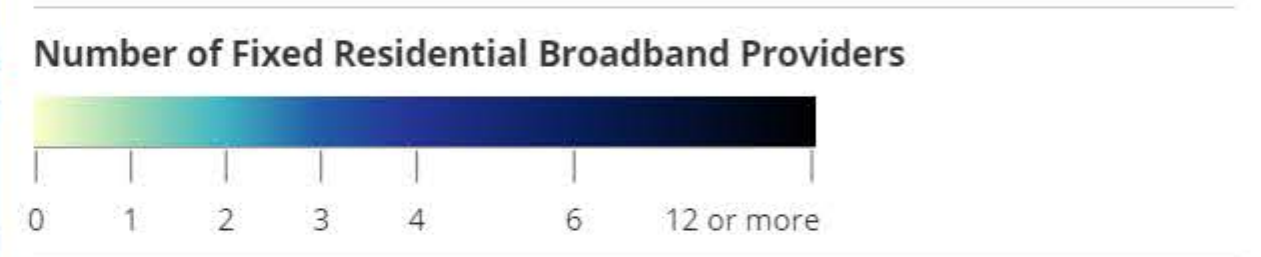 Number of Fixed Residential Broadband Providers
0 1 2 3 4 6 12 or more